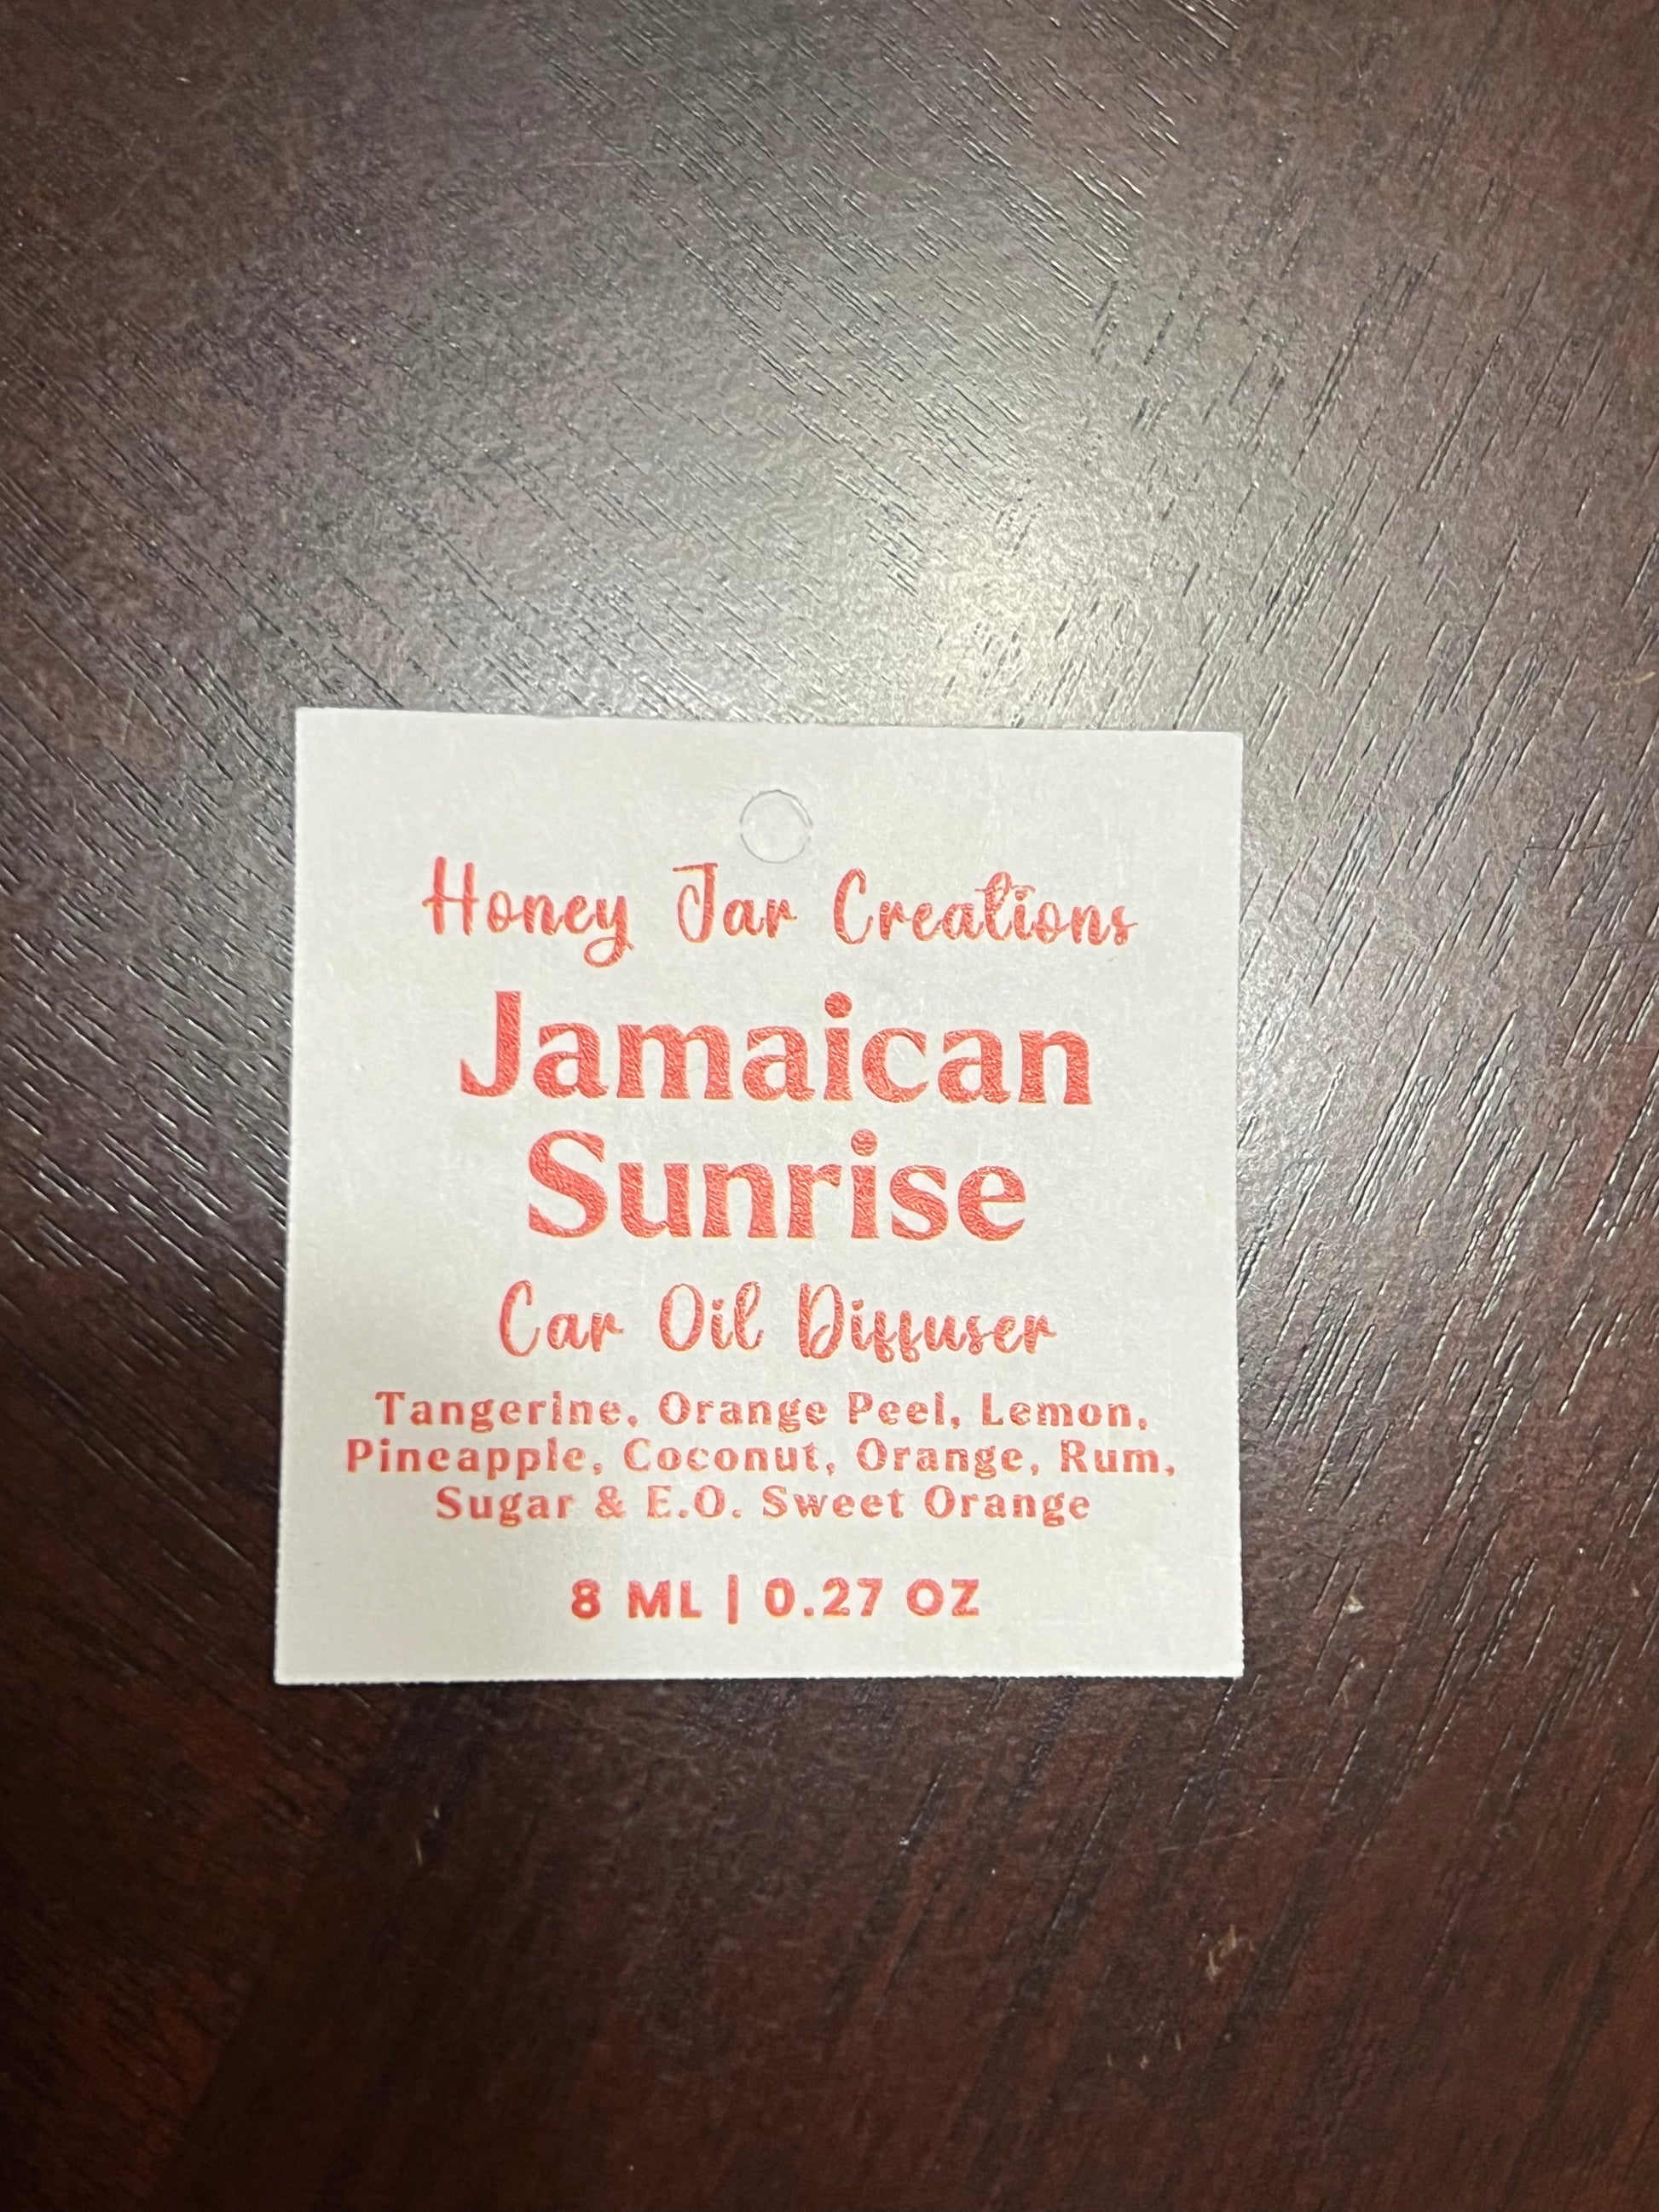 Honey Jar Creations
Jamaican
Sunrise
Car Oil Diffuser
Tangerine, Orange Peel, Lemon,
Pineapple, Coconut, Orange, Rum,
Sugar & E.O. Sweet Orange
8 ML | 0.27 OZ